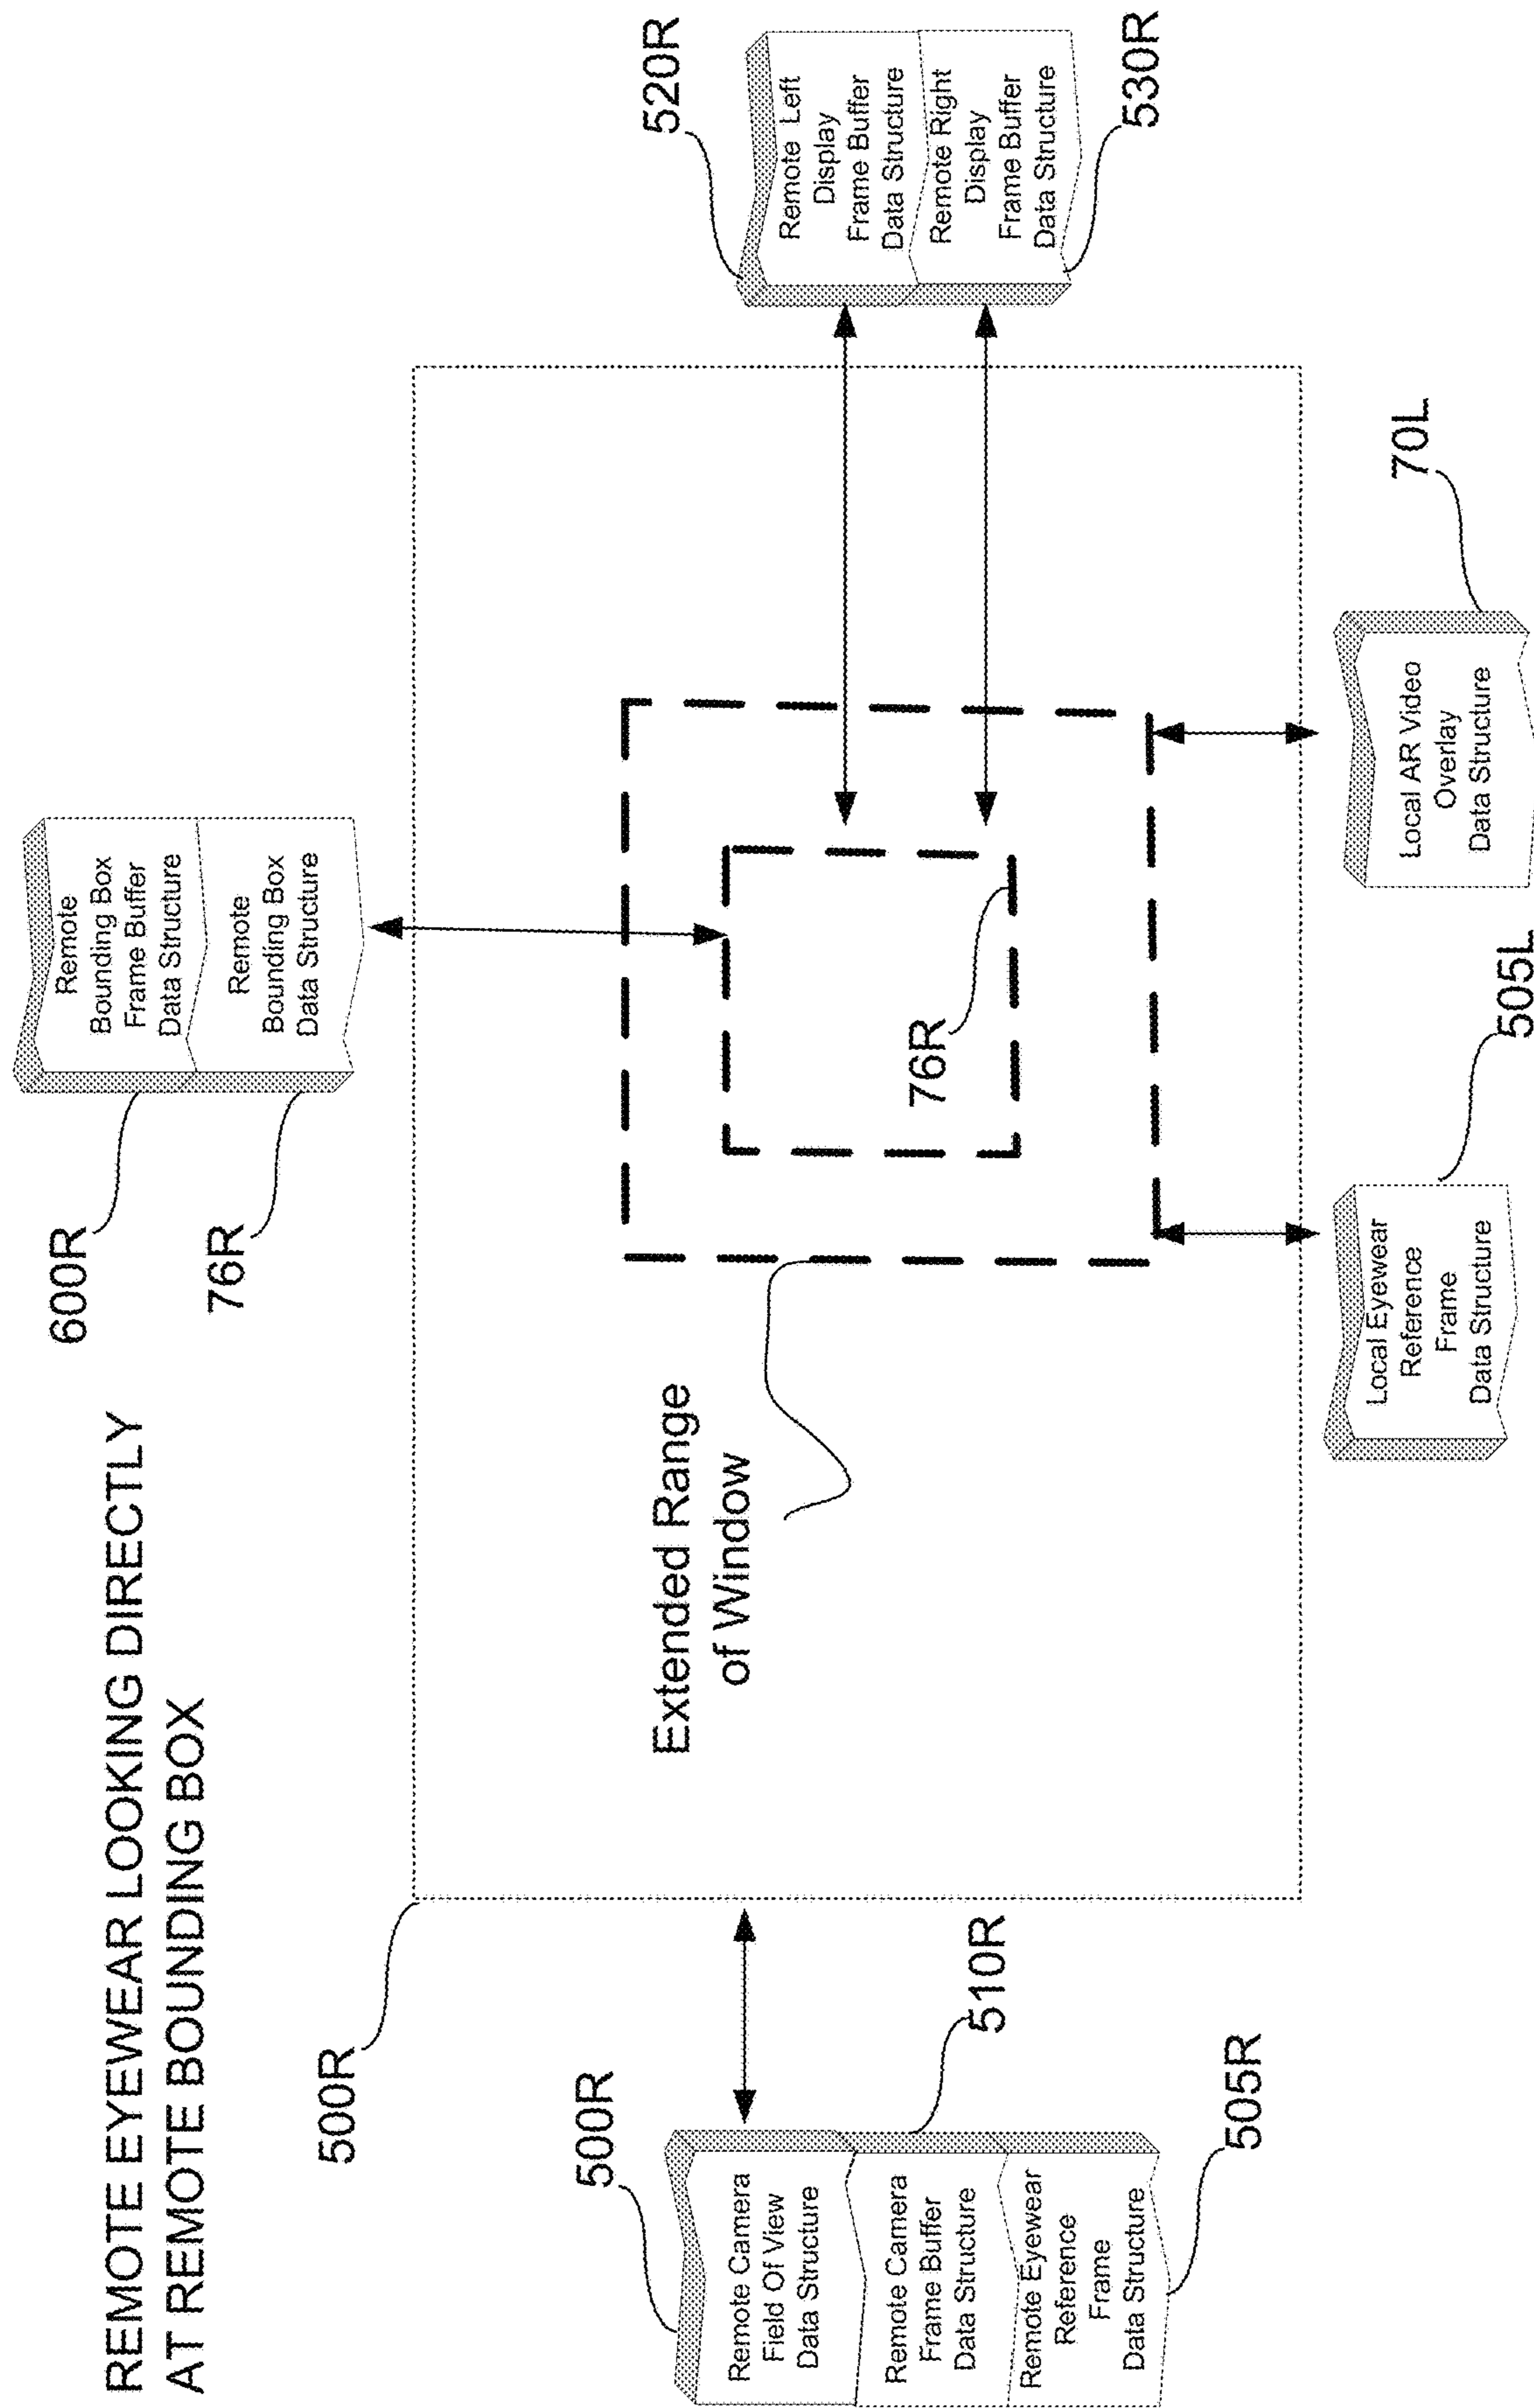 REMOTE EYEWEAR LOOKING DIRECTLY
AT REMOTE BOUNDING BOX
600R
76R
Remote
Bounding Box
Frame Buffer
Data Structure
Remote
Bounding Box
Data Structure
500R
500R
Remote Camera
Field Of View
Data Structure
Remote Camera
Frame Buffer
Data Structure
Remote Eyewear
Reference
Frame
Data Structure
510R
505R
Extended Range
of Window
76R
520R
Remote Left
Display
Frame Buffer
Data Structure
Remote Right
Display
Frame Buffer
Data Structure
530R
Local Eyewear
Reference
Frame
Data Structure
505L
Local AR Video
Overlay
Data Structure
70L